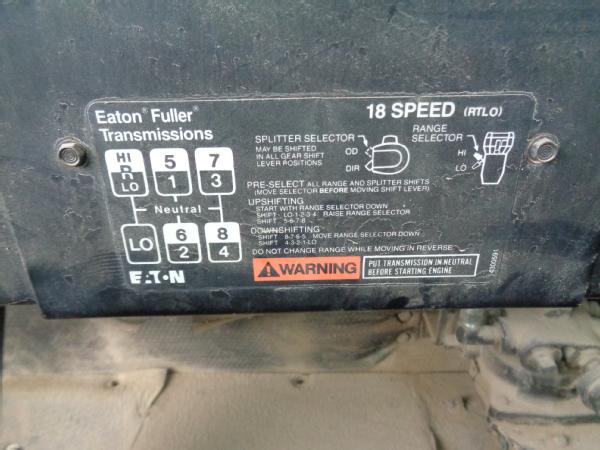 Eaton® Fuller®
Transmissions
18 SPEED (RTLO)
SPLITTER SELECTOR
MAY BE SHIFTED
IN ALL GEAR SHIFT
LEVER POSITIONS
OD
DIR
RANGE
SELECTOR
HI
LO
HI
R
LO
5
1
7
3
Neutral
LO
6
2
8
4
PRE-SELECT ALL RANGE AND SPLITTER SHIFTS
(MOVE SELECTOR BEFORE MOVING SHIFT LEVER)
UPSHIFTING
START WITH RANGE SELECTOR DOWN
SHIFT LO-1-2-3-4 RAISE RANGE SELECTOR
SHIFT 5-6-7-8
DOWNSHIFTING
SHIFT 8-7-6-5 MOVE RANGE SELECTOR DOWN
SHIFT 4-3-2-1-LO
DO NOT CHANGE RANGE WHILE MOVING IN REVERSE
EATON
WARNING
PUT TRANSMISSION IN NEUTRAL
BEFORE STARTING ENGINE